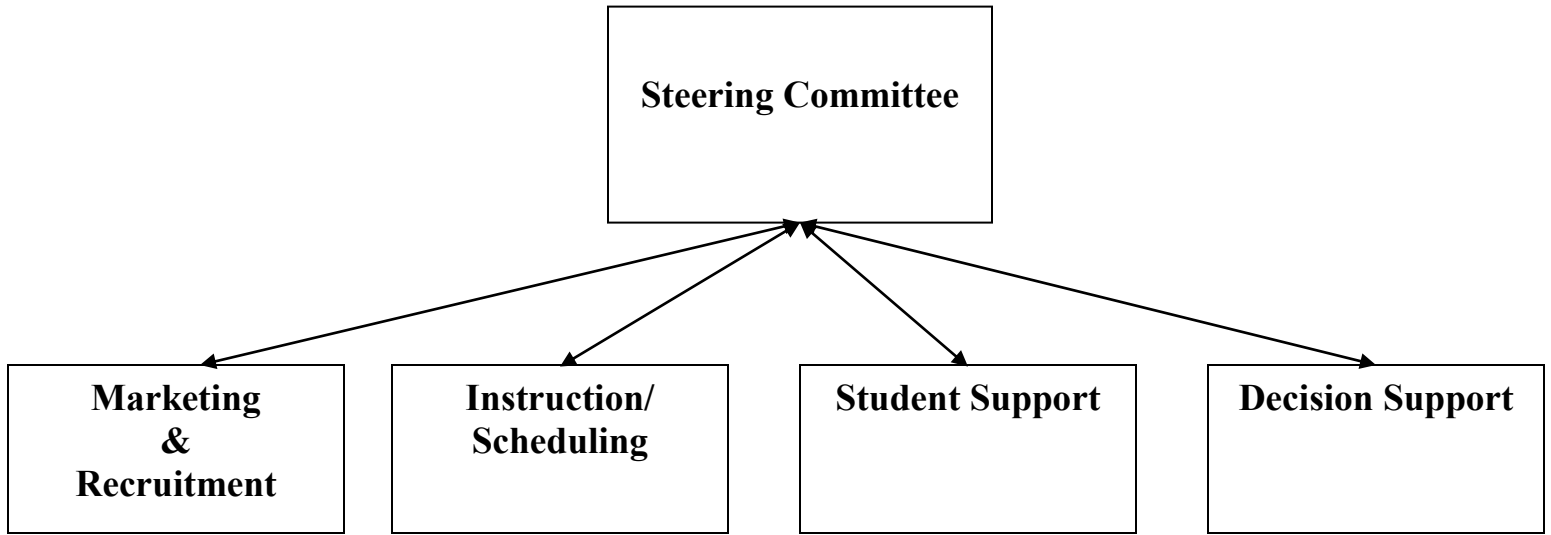 Steering Committee
Marketing
&
Recruitment
Instruction/
Scheduling
Student Support
Decision Support